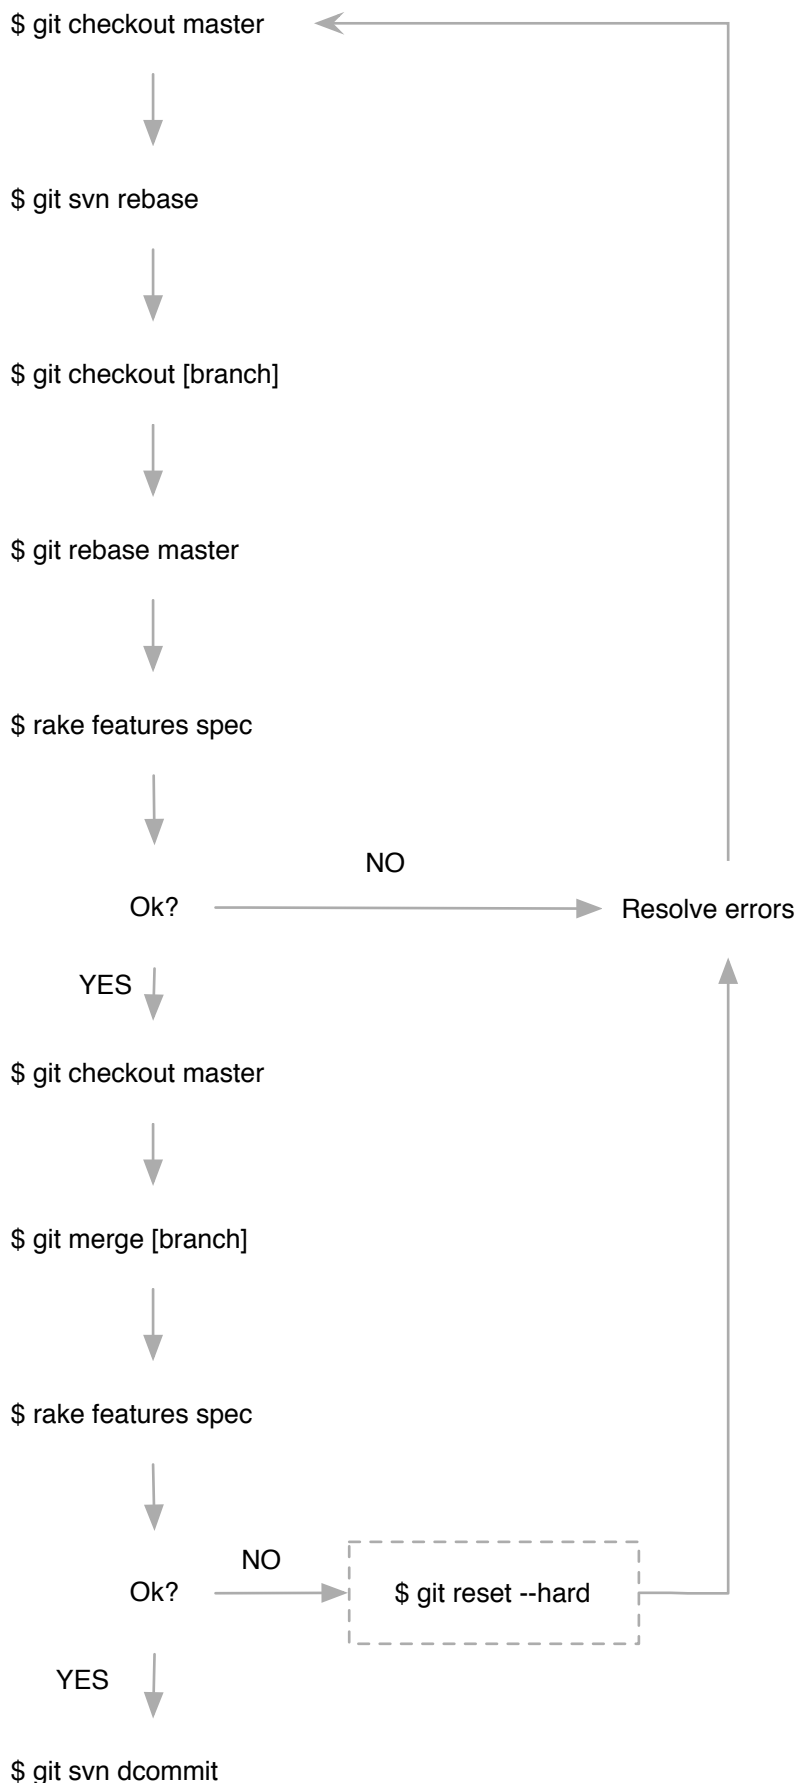 $ git checkout master
$ git svn rebase
$ git checkout [branch]
$ git rebase master
$ rake features spec
NO
Ok?
Resolve errors
YES
$ git checkout master
$ git merge [branch]
$ rake features spec
NO
Ok?
$ git reset --hard
YES
$ git svn dcommit